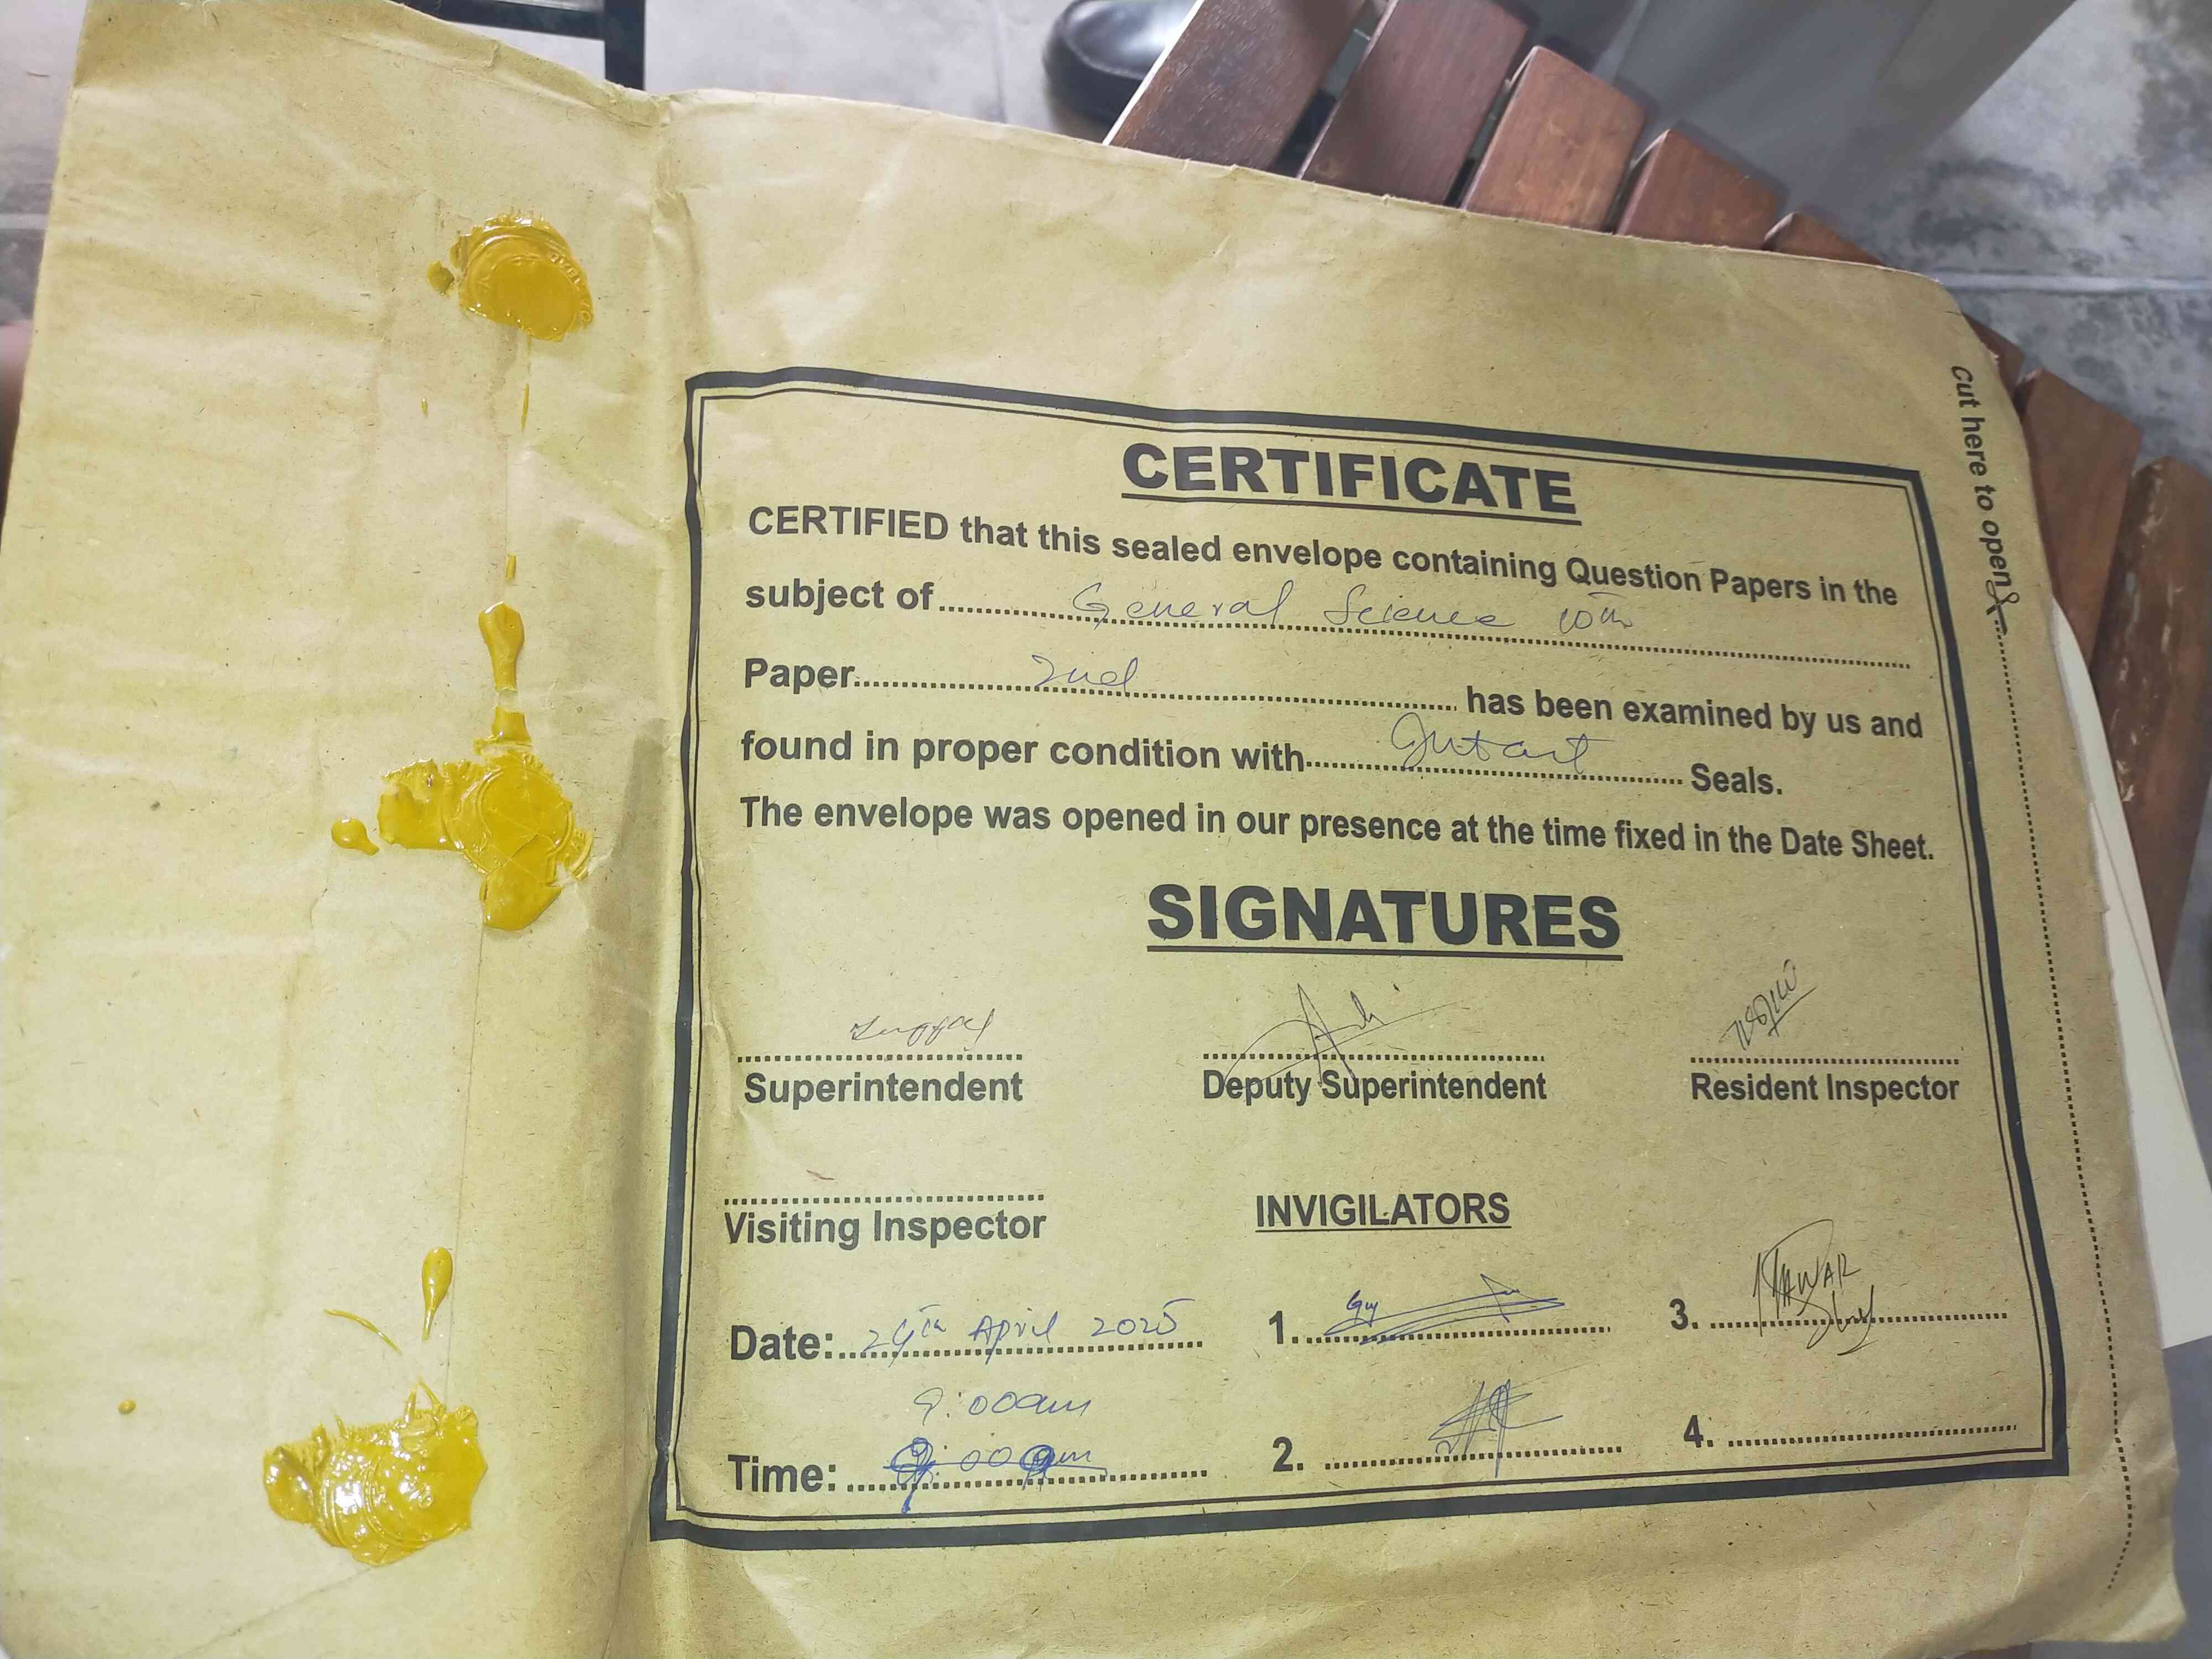 Cut here to open
CERTIFICATE
CERTIFIED that this sealed envelope containing Question Papers in the
subject of General Science 10th
Paper 2nd has been examined by us and
found in proper condition with Intact Seals.
The envelope was opened in our presence at the time fixed in the Date Sheet.
SIGNATURES
Superintendent Deputy Superintendent Resident Inspector
Visiting Inspector INVIGILATORS
Date: April 2025 1. 3.
9:00am
Time: 9:00am 2. 4.